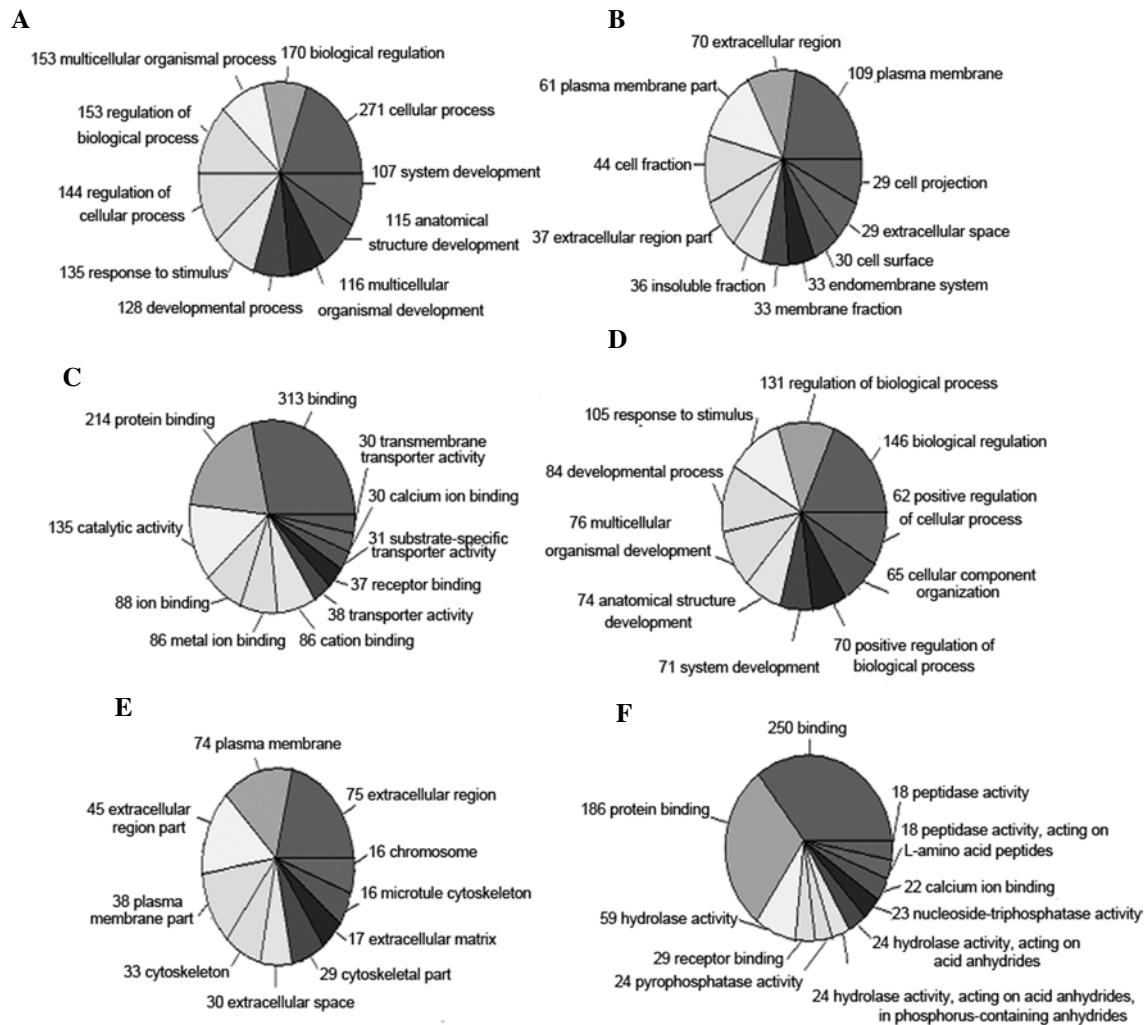 A
153 multicellular organismal process
170 biological regulation
271 cellular process
153 regulation of
biological process
107 system development
144 regulation of
cellular process
115 anatomical
structure development
135 response to stimulus
116 multicellular
organismal development
128 developmental process
B
70 extracellular region
109 plasma membrane
61 plasma membrane part
44 cell fraction
29 cell projection
37 extracellular region part
29 extracellular space
30 cell surface
36 insoluble fraction
33 endomembrane system
33 membrane fraction
C
313 binding
214 protein binding
30 transmembrane
transporter activity
30 calcium ion binding
135 catalytic activity
31 substrate-specific
transporter activity
37 receptor binding
88 ion binding
38 transporter activity
86 metal ion binding
86 cation binding
D
131 regulation of biological process
105 response to stimulus
146 biological regulation
84 developmental process
62 positive regulation
of cellular process
76 multicellular
organismal development
65 cellular component
organization
74 anatomical structure
development
70 positive regulation of
biological process
71 system development
E
74 plasma membrane
75 extracellular region
45 extracellular
region part
16 chromosome
16 microtule cytoskeleton
38 plasma
membrane part
17 extracellular matrix
33 cytoskeleton
29 cytoskeletal part
30 extracellular space
F
250 binding
186 protein binding
18 peptidase activity
18 peptidase activity, acting on
L-amino acid peptides
22 calcium ion binding
23 nucleoside-triphosphatase activity
59 hydrolase activity
24 hydrolase activity, acting on
acid anhydrides
29 receptor binding
24 pyrophosphatase activity
24 hydrolase activity, acting on acid anhydrides,
in phosphorus-containing anhydrides